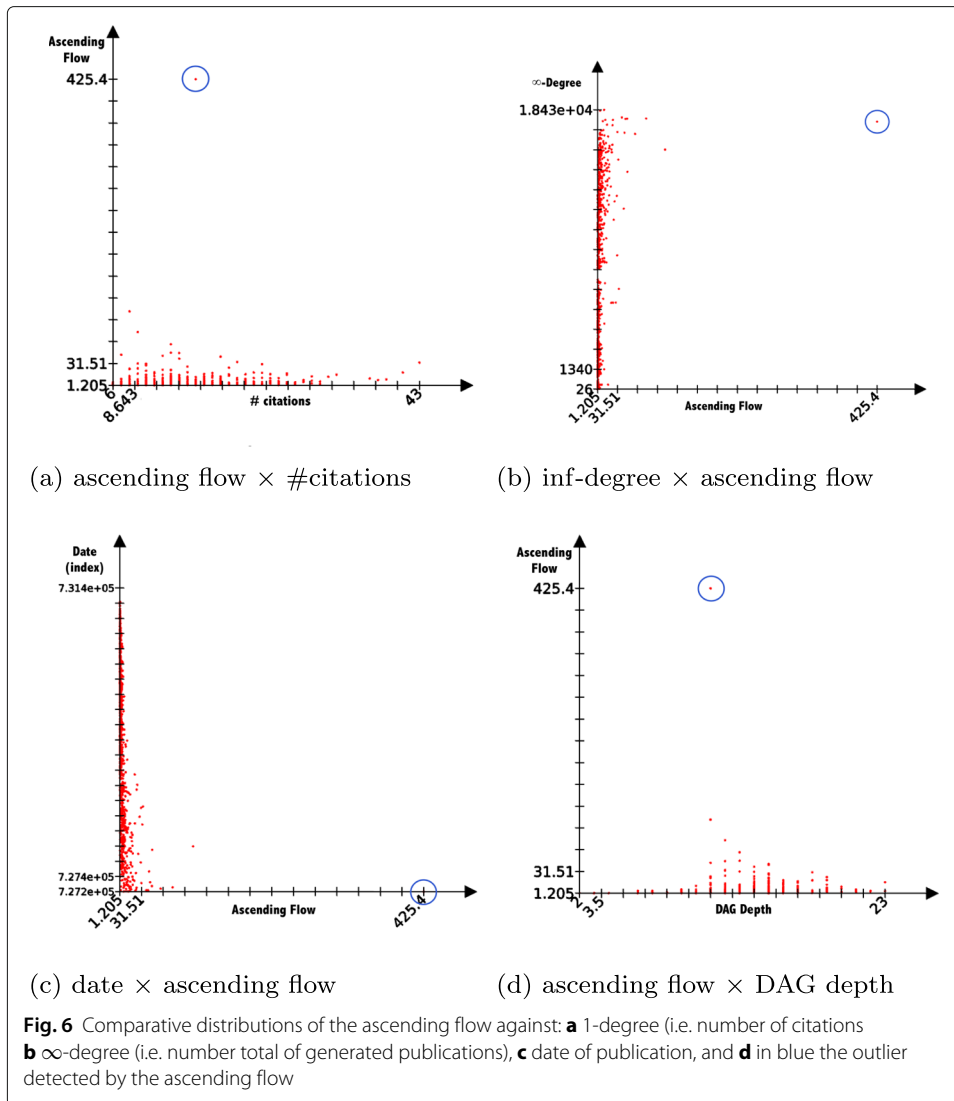 Ascending
Flow
425.4
31.51
1.205
6
8.643
# citations
43
(a) ascending flow × #citations
∞-Degree
1.843e+04
1340
26
1.205
31.51
Ascending Flow
425.4
(b) inf-degree × ascending flow
Date
(index)
7.314e+05
7.274e+05
7.272e+05
1.205
31.51
Ascending Flow
425.4
(c) date × ascending flow
Ascending
Flow
425.4
31.51
1.205
2
3.5
DAG Depth
23
(d) ascending flow × DAG depth
Fig. 6 Comparative distributions of the ascending flow against: a 1-degree (i.e. number of citations
b ∞-degree (i.e. number total of generated publications), c date of publication, and d in blue the outlier
detected by the ascending flow